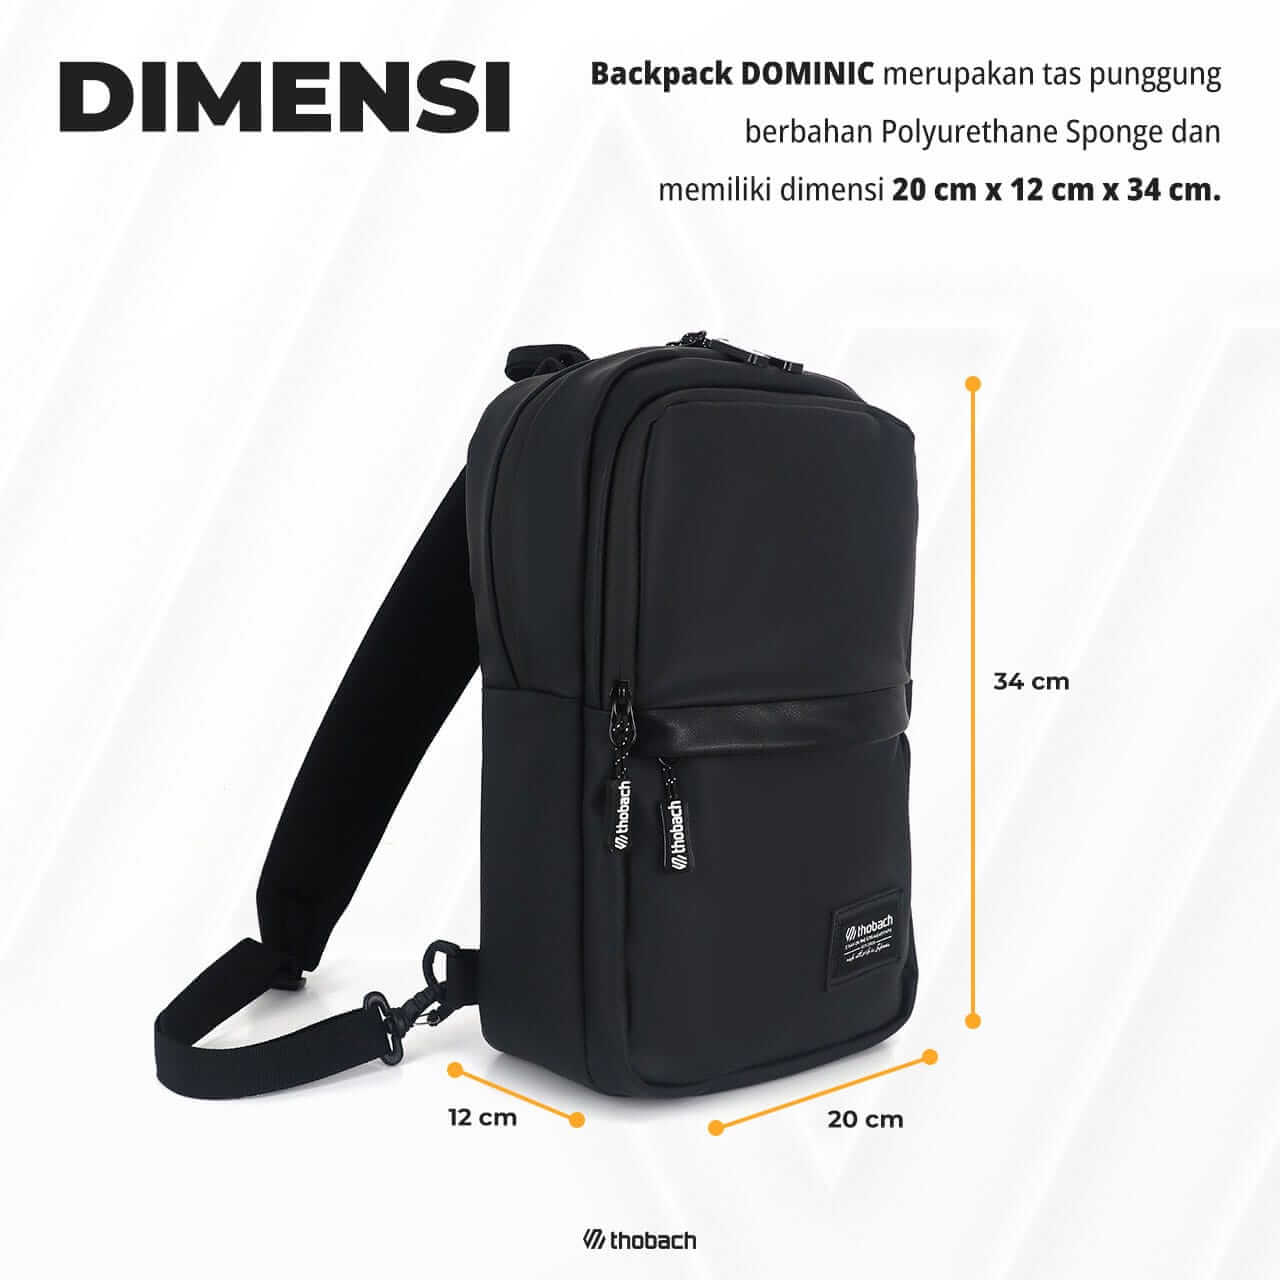 DIMENSI
Backpack DOMINIC merupakan tas punggung
berbahan Polyurethane Sponge dan
memiliki dimensi 20 cm x 12 cm x 34 cm.
34 cm
thobach
thobach
thobach
12 cm
20 cm
thobach